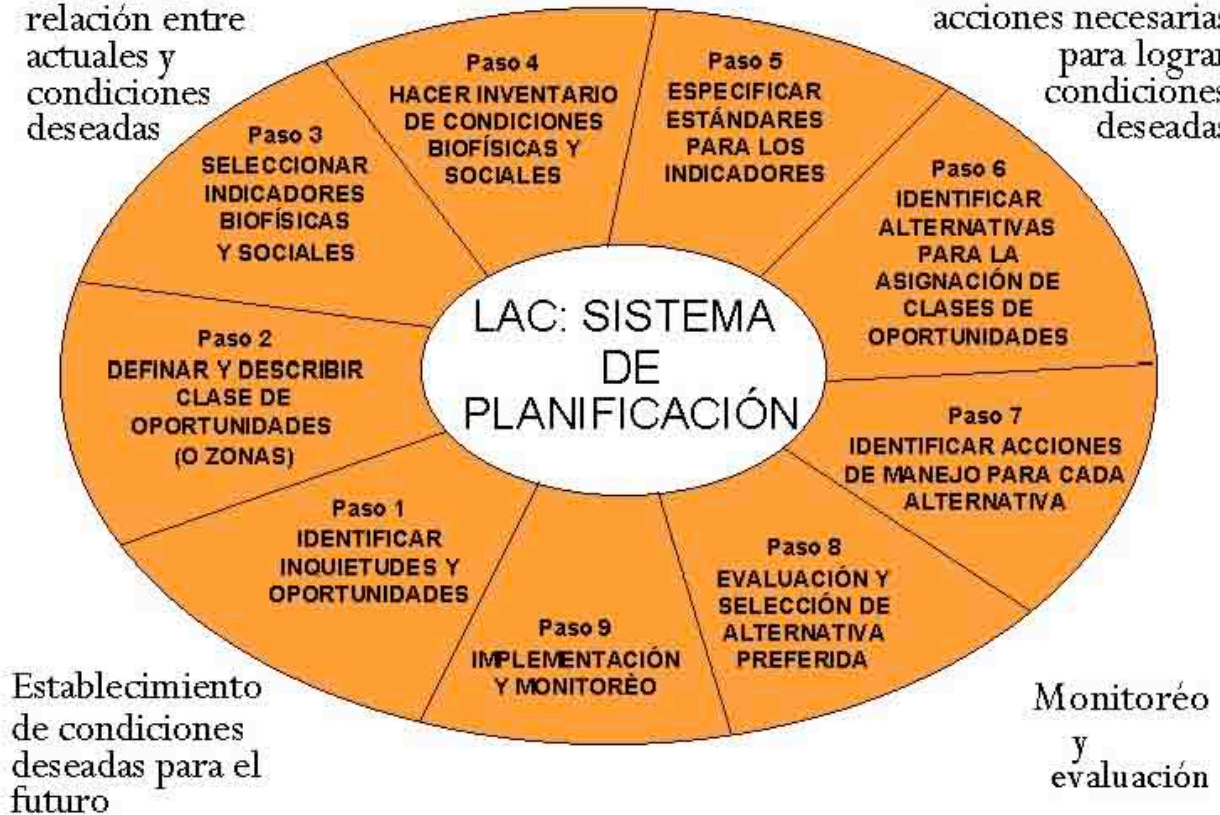 relación entre
actuales y
condiciones
deseadas
acciones necesarias
para lograr
condiciones
deseadas
Paso 4
HACER INVENTARIO
DE CONDICIONES
BIOFÍSICAS Y
SOCIALES
Paso 5
ESPECIFICAR
ESTÁNDARES
PARA LOS
INDICADORES
Paso 3
SELECCIONAR
INDICADORES
BIOFÍSICAS
Y SOCIALES
Paso 6
IDENTIFICAR
ALTERNATIVAS
PARA LA
ASIGNACIÓN DE
CLASES DE
OPORTUNIDADES
LAC: SISTEMA
DE
PLANIFICACIÓN
Paso 2
DEFINAR Y DESCRIBIR
CLASE DE
OPORTUNIDADES
(O ZONAS)
Paso 7
IDENTIFICAR ACCIONES
DE MANEJO PARA CADA
ALTERNATIVA
Paso 1
IDENTIFICAR
INQUIETUDES Y
OPORTUNIDADES
Paso 8
EVALUACIÓN Y
SELECCIÓN DE
ALTERNATIVA
PREFERIDA
Paso 9
IMPLEMENTACIÓN
Y MONITORÈO
Establecimiento
de condiciones
deseadas para el
futuro
Monitoréo
y
evaluación